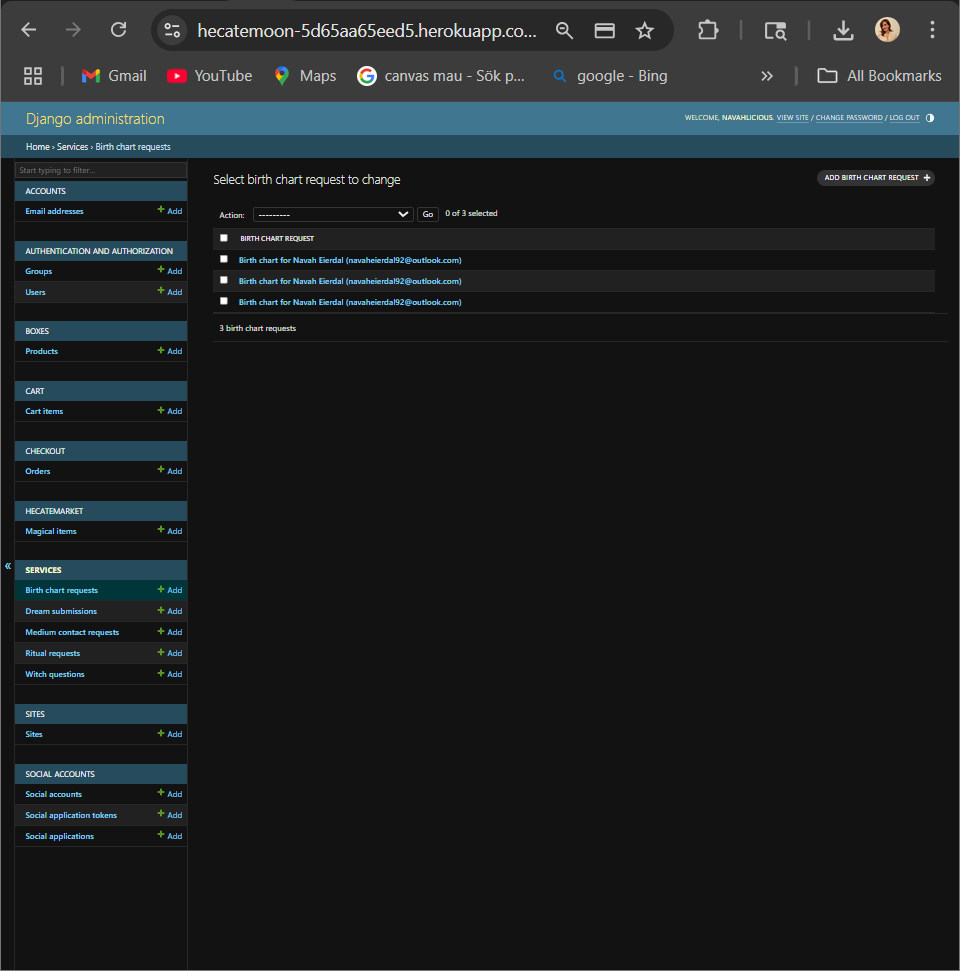 hecatemoon-5d65aa65eed5.herokuapp.co...
Gmail YouTube Maps canvas mau - Sök p... google - Bing » All Bookmarks
Django administration
WELCOME, NAVAHLICIOUS. VIEW SITE / CHANGE PASSWORD / LOG OUT
Home › Services › Birth chart requests
Start typing to filter...
ACCOUNTS
Email addresses + Add
AUTHENTICATION AND AUTHORIZATION
Groups + Add
Users + Add
BOXES
Products + Add
CART
Cart items + Add
CHECKOUT
Orders + Add
HECATEMARKET
Magical items + Add
«
SERVICES
Birth chart requests + Add
Dream submissions + Add
Medium contact requests + Add
Ritual requests + Add
Witch questions + Add
SITES
Sites + Add
SOCIAL ACCOUNTS
Social accounts + Add
Social application tokens + Add
Social applications + Add
Select birth chart request to change
ADD BIRTH CHART REQUEST +
Action: --------- Go 0 of 3 selected
BIRTH CHART REQUEST
Birth chart for Navah Eierdal (navaheierdal92@outlook.com)
Birth chart for Navah Eierdal (navaheierdal92@outlook.com)
Birth chart for Navah Eierdal (navaheierdal92@outlook.com)
3 birth chart requests